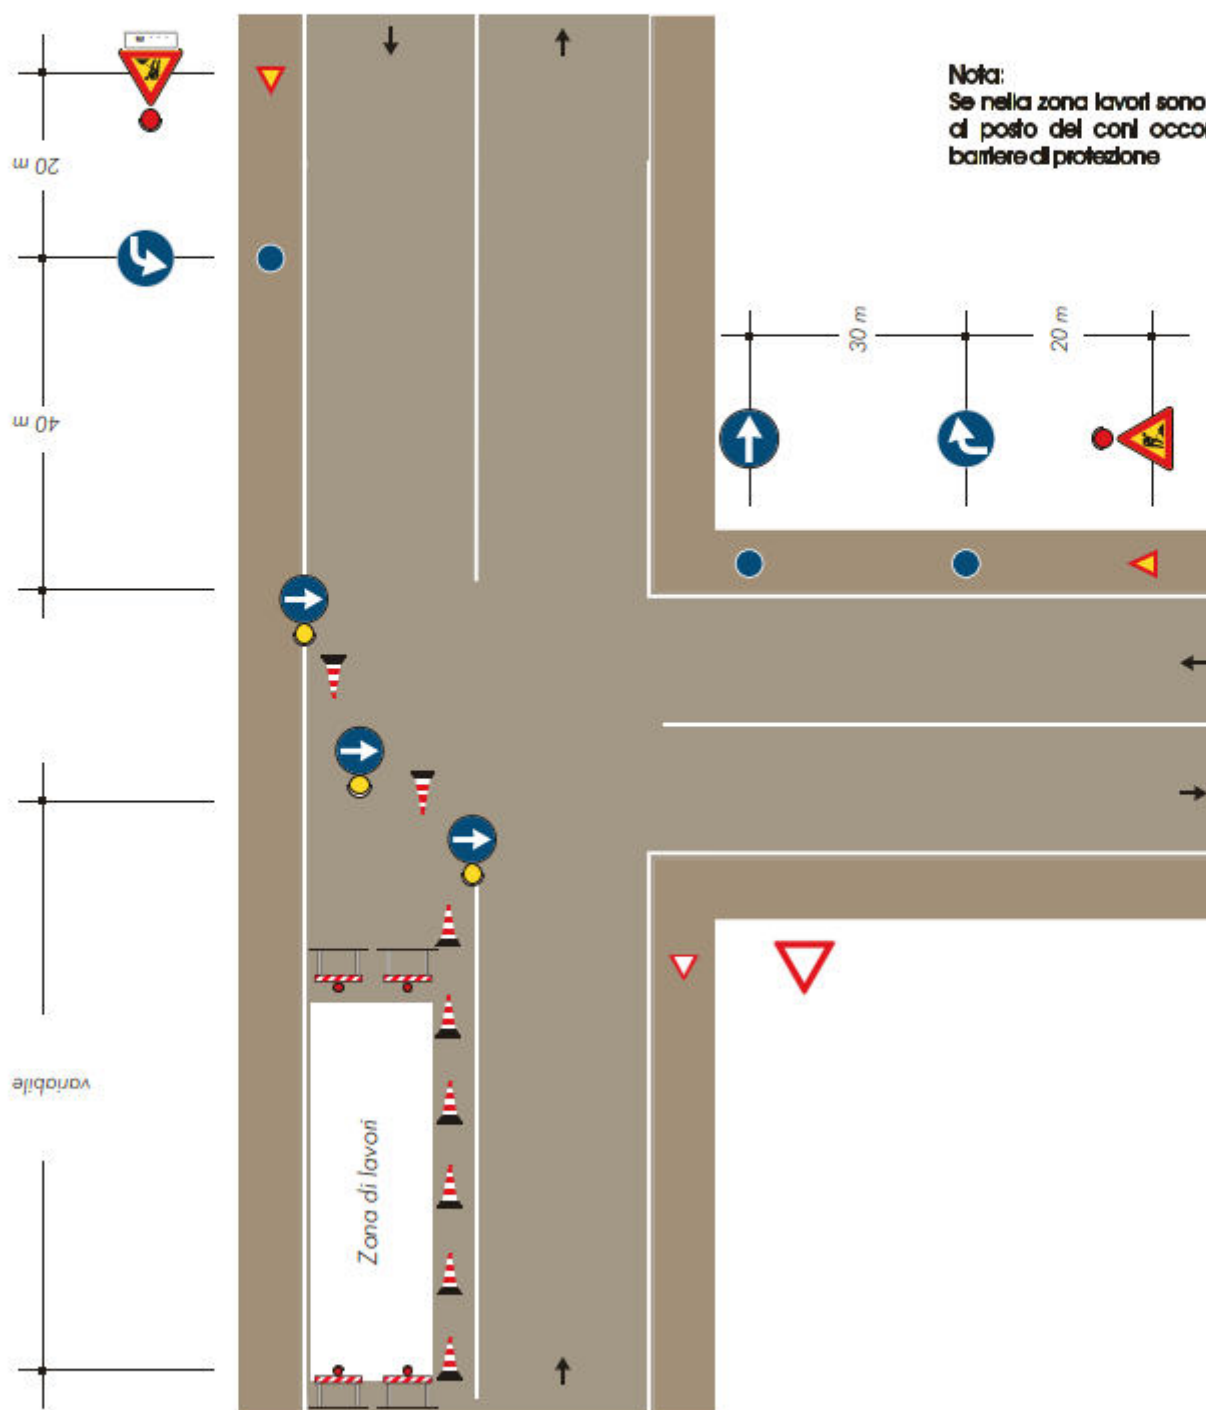 Nota:
Se nella zona lavori sono
al posto dei coni occor
barriere di protezione
20 m
40 m
30 m
20 m
variabile
Zona di lavori